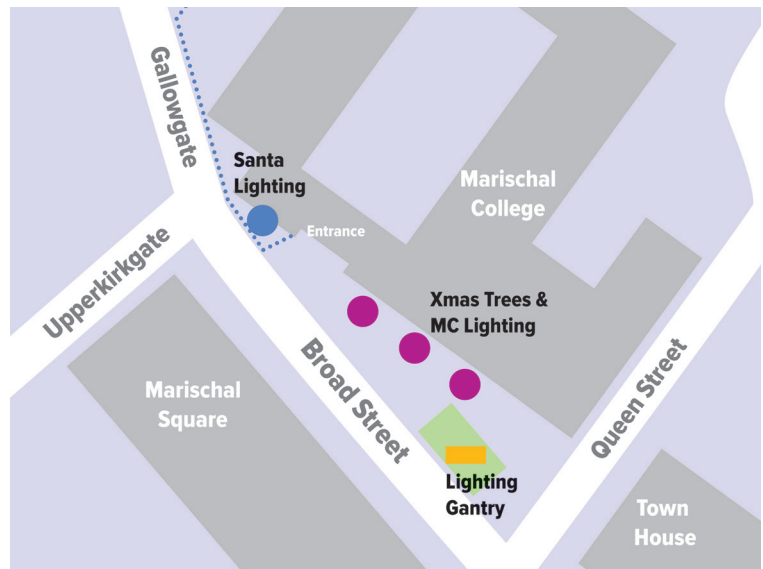 Gallowgate
Santa
Lighting
Marischal
College
Entrance
Upperkirkgate
Xmas Trees &
MC Lighting
Broad Street
Queen Street
Marischal
Square
Lighting
Gantry
Town
House